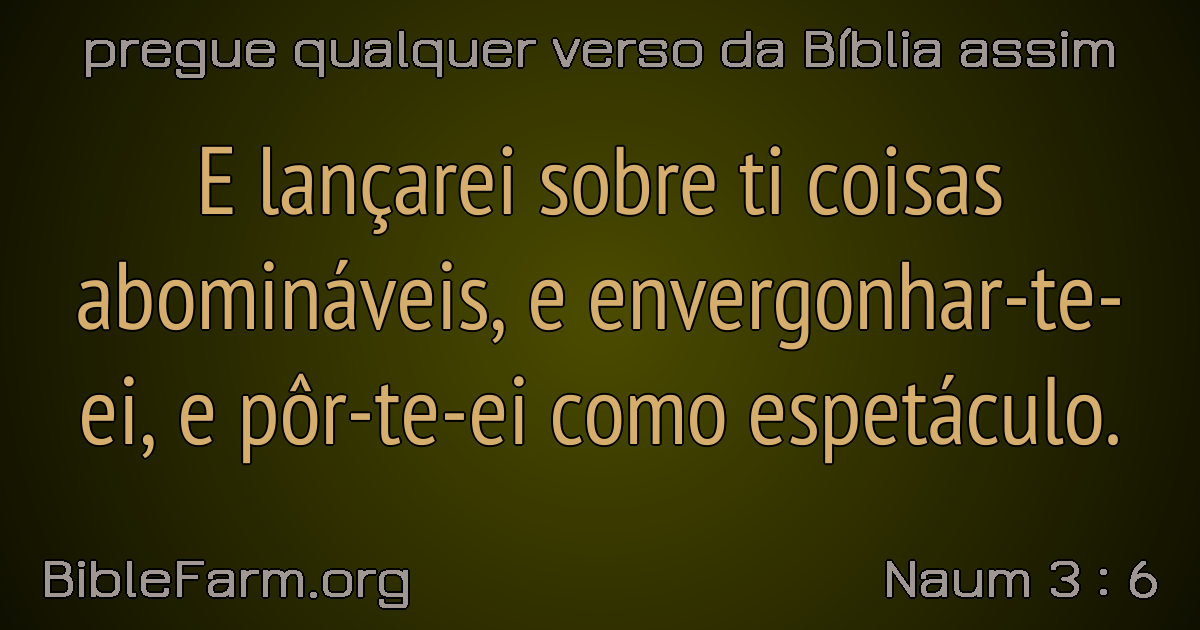 pregue qualquer verso da Bíblia assim
E lançarei sobre ti coisas
abomináveis, e envergonhar-te-
ei, e pôr-te-ei como espetáculo.
BibleFarm.org
Naum 3 : 6